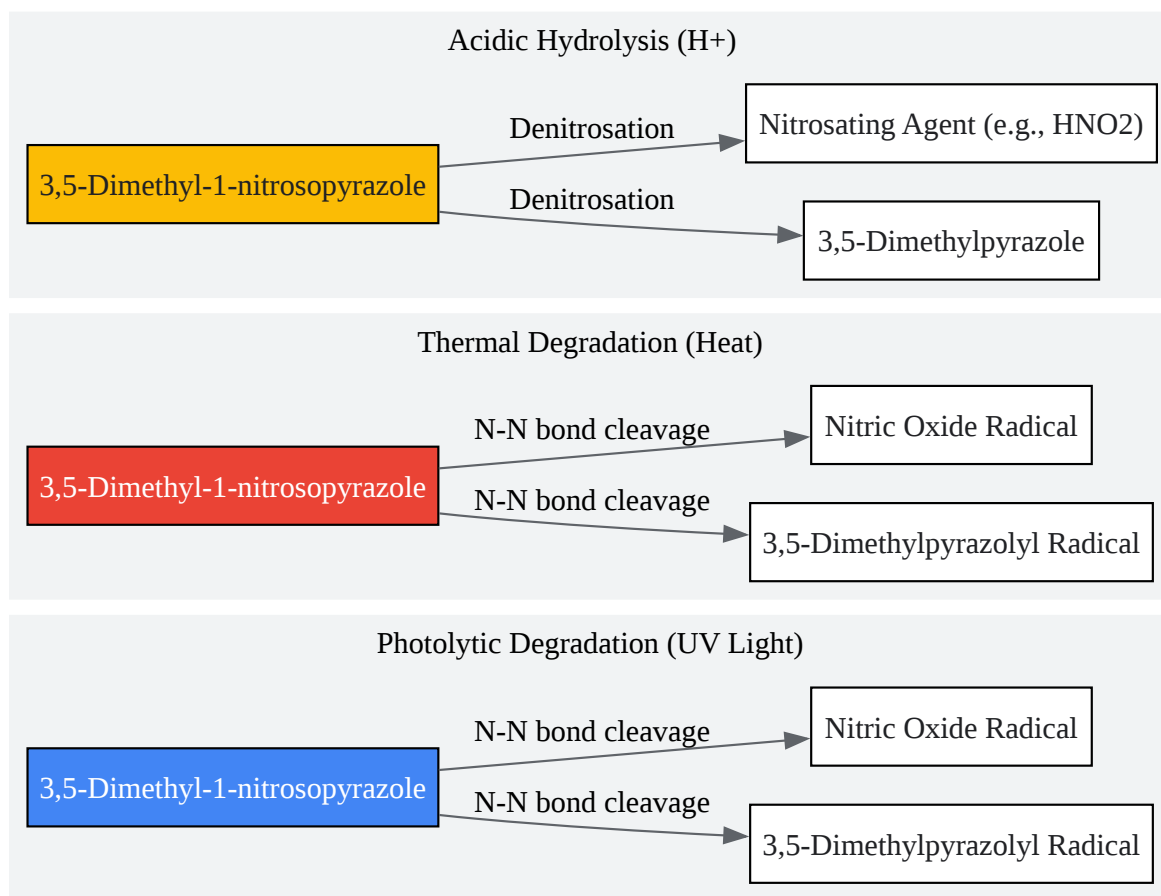 Acidic Hydrolysis (H+)
Denitrosation
Nitrosating Agent (e.g., HNO2)
3,5-Dimethyl-1-nitrosopyrazole
Denitrosation
3,5-Dimethylpyrazole
Thermal Degradation (Heat)
N-N bond cleavage
Nitric Oxide Radical
3,5-Dimethyl-1-nitrosopyrazole
N-N bond cleavage
3,5-Dimethylpyrazolyl Radical
Photolytic Degradation (UV Light)
N-N bond cleavage
Nitric Oxide Radical
3,5-Dimethyl-1-nitrosopyrazole
N-N bond cleavage
3,5-Dimethylpyrazolyl Radical